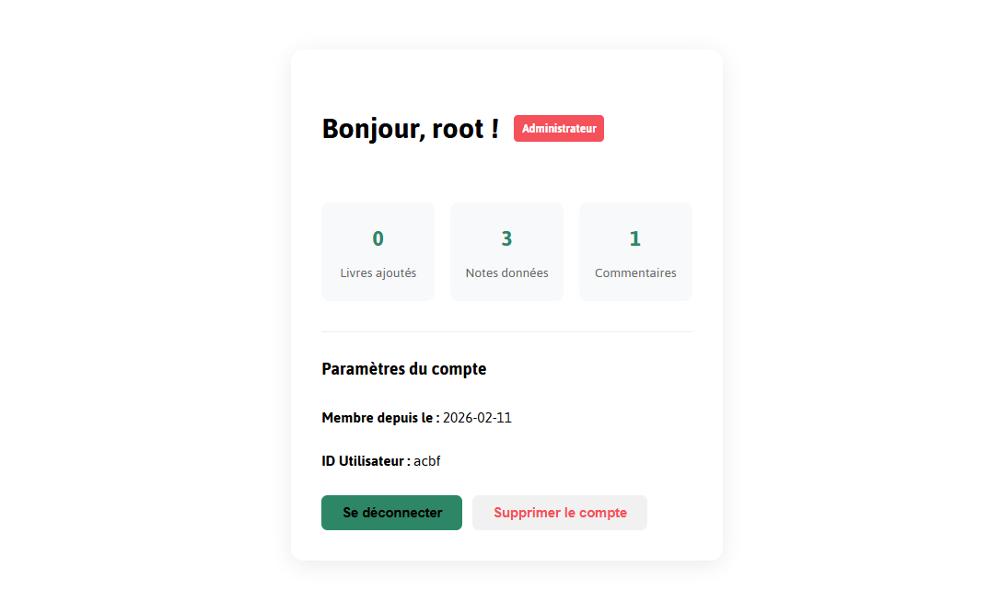 Bonjour, root ! Administrateur
0 3 1
Livres ajoutés Notes données Commentaires
Paramètres du compte
Membre depuis le : 2026-02-11
ID Utilisateur : acbf
Se déconnecter Supprimer le compte